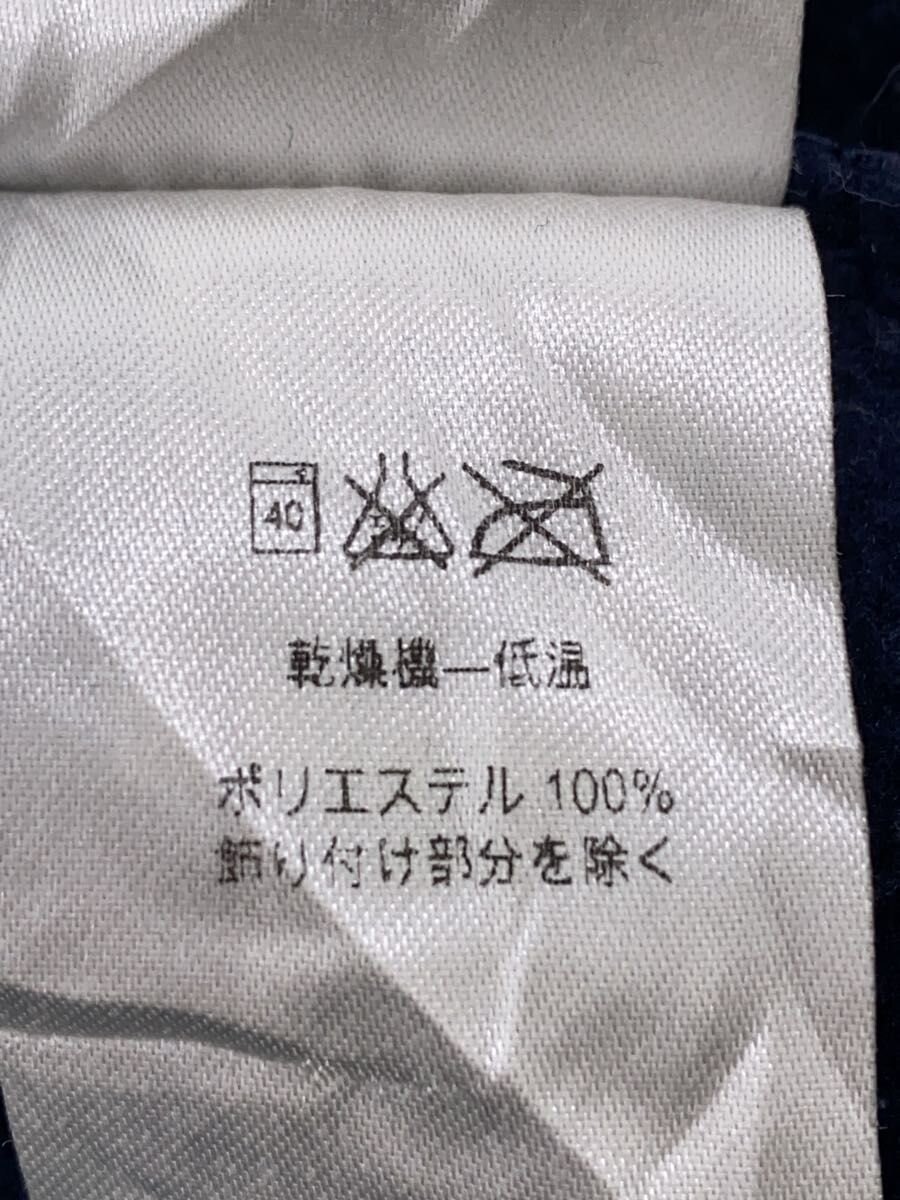 40
乾燥機—低温
ポリエステル 100%
飾り付け部分を除く